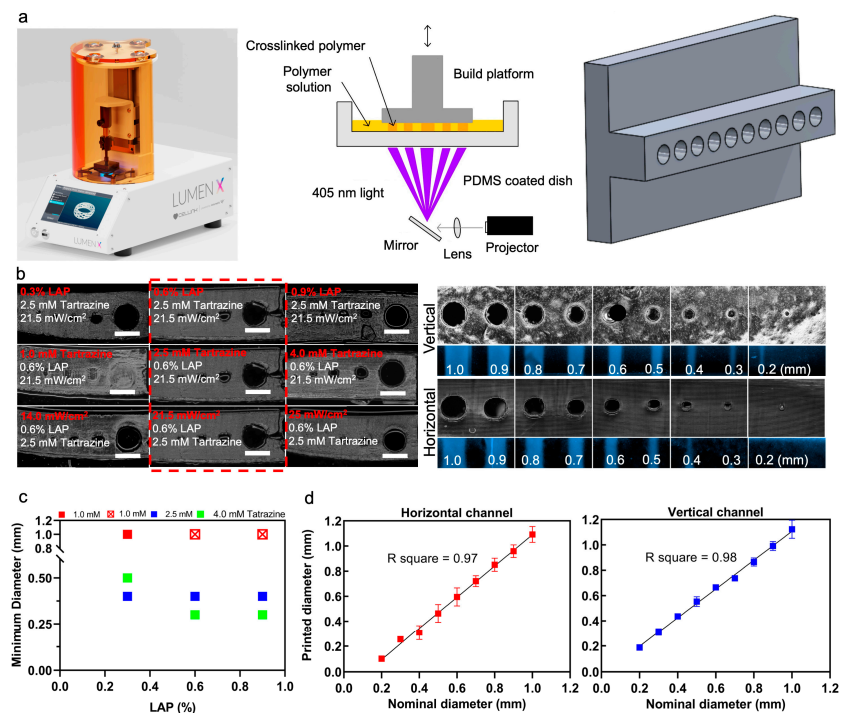 a
LUMEN X
CELLINK
LUMEN X
Crosslinked polymer
Polymer
solution
Build platform
405 nm light
PDMS coated dish
Mirror
Lens
Projector
b
0.3% LAP
2.5 mM Tartrazine
21.5 mW/cm²
0.6% LAP
2.5 mM Tartrazine
21.5 mW/cm²
0.9% LAP
2.5 mM Tartrazine
21.5 mW/cm²
0.6% LAP
21.5 mW/cm²
2.5 mM Tartrazine
0.6% LAP
21.5 mW/cm²
4.0 mM Tartrazine
0.6% LAP
21.5 mW/cm²
0.6% LAP
2.5 mM Tartrazine
21.5 mW/cm²
0.6% LAP
2.5 mM Tartrazine
0.6% LAP
2.5 mM Tartrazine
Vertical
1.0 0.9 0.8 0.7 0.6 0.5 0.4 0.3 0.2 (mm)
Horizontal
1.0 0.9 0.8 0.7 0.6 0.5 0.4 0.3 0.2 (mm)
c
1.0 mM 1.0 mM 2.5 mM 4.0 mM Tatrazine
Minimum Diameter (mm)
1.2
1.0
0.8
0.50
0.25
0.00
0.0 0.2 0.4 0.6 0.8 1.0
LAP (%)
d
Horizontal channel
R square = 0.97
Printed diameter (mm)
1.2
1.0
0.8
0.6
0.4
0.2
0.0
0.0 0.2 0.4 0.6 0.8 1.0 1.2
Nominal diameter (mm)
Vertical channel
R square = 0.98
1.2
1.0
0.8
0.6
0.4
0.2
0.0
0.0 0.2 0.4 0.6 0.8 1.0 1.2
Nominal diameter (mm)